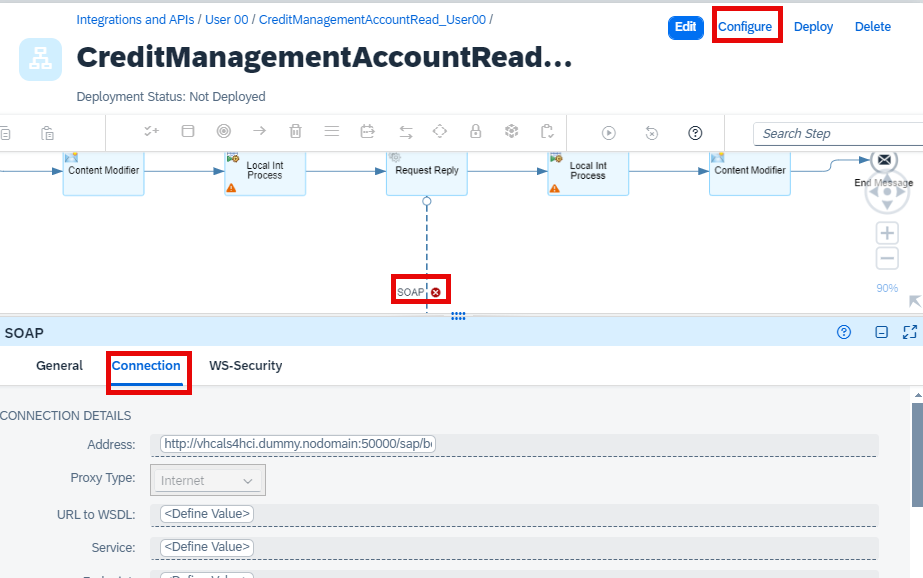 Integrations and APIs / User 00 / CreditManagementAccountRead_User00 /
Edit Configure Deploy Delete
CreditManagementAccountRead...
Deployment Status: Not Deployed
Search Step
Content Modifier
Local Int
Process
Request Reply
Local Int
Process
Content Modifier
End Message
SOAP
90%
SOAP
General Connection WS-Security
CONNECTION DETAILS
Address: http://vhcals4hci.dummy.nodomain:50000/sap/b
Proxy Type: Internet
URL to WSDL: <Define Value>
Service: <Define Value>
<Define Value>